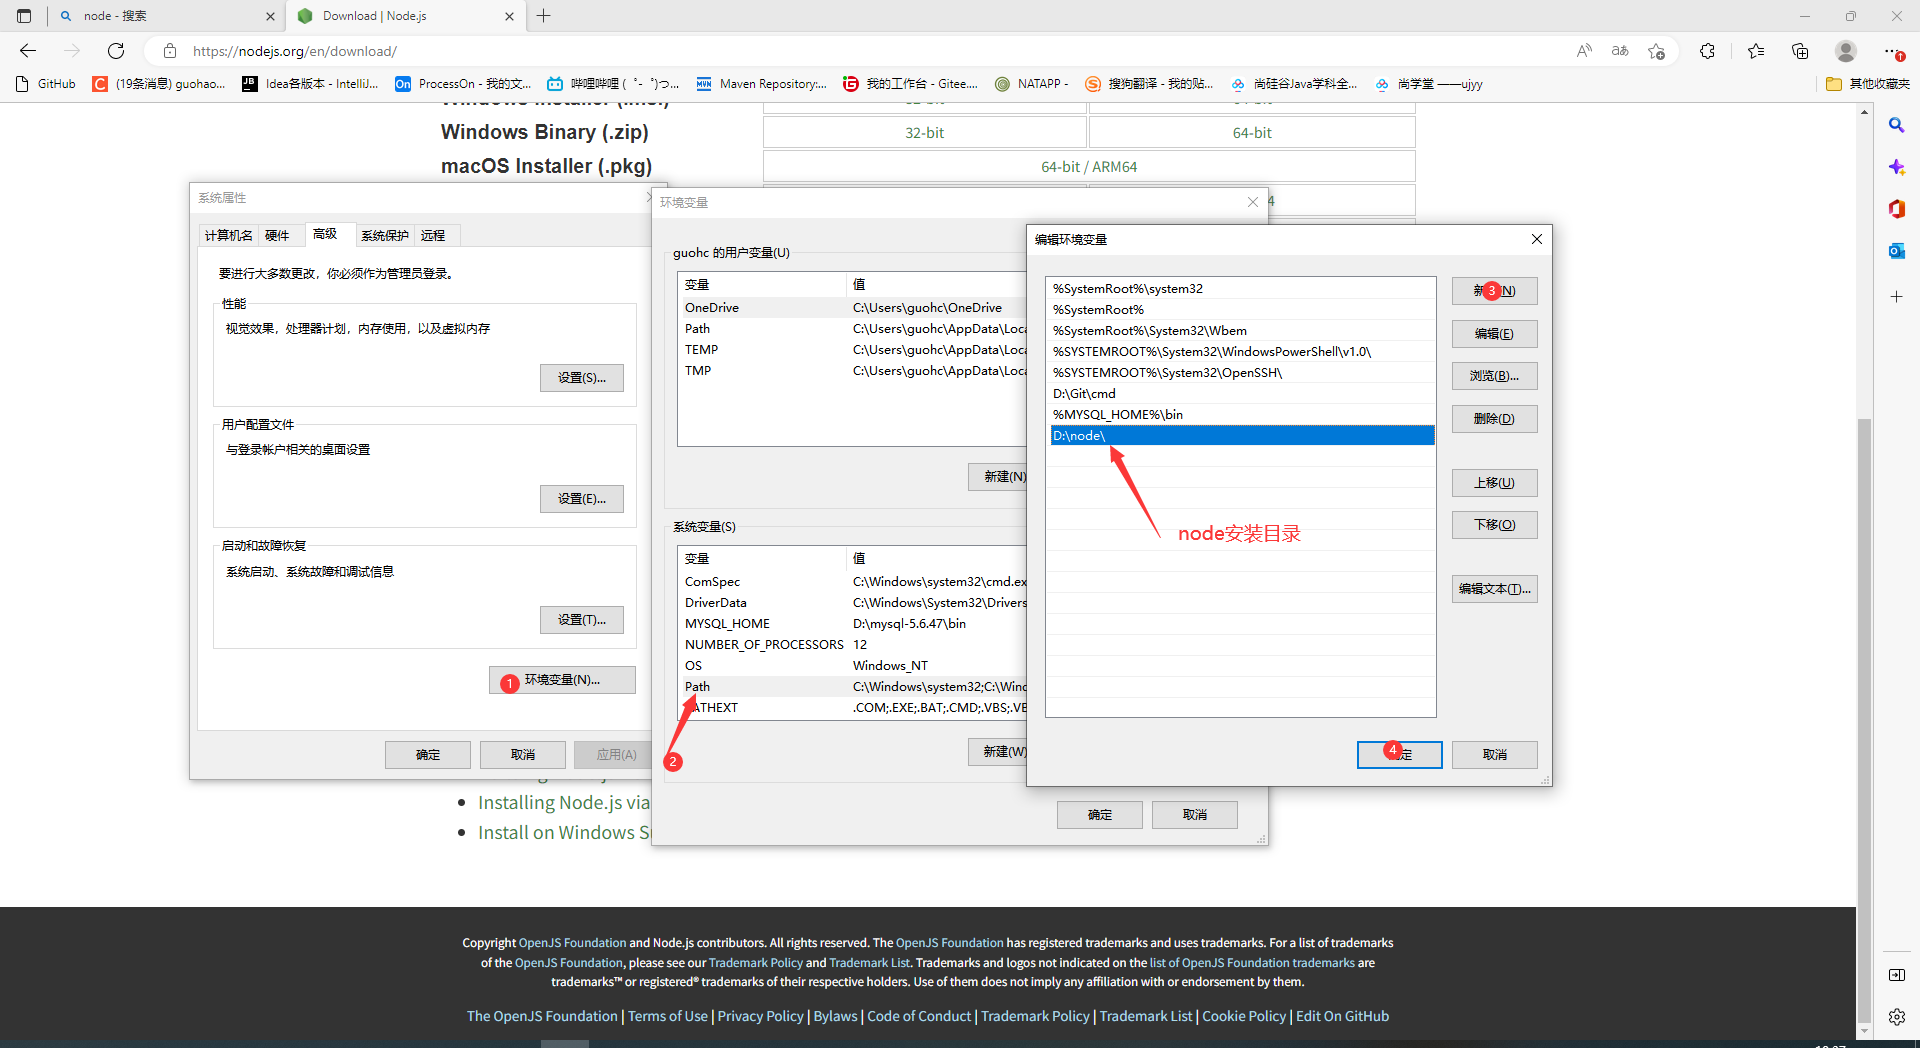 node - 搜索
Download | Node.js
https://nodejs.org/en/download/
GitHub
(19条消息) guohao...
Idea各版本 - IntelliJ...
ProcessOn - 我的文...
哔哩哔哩 (゜-゜)つ...
Maven Repository:...
我的工作台 - Gitee....
NATAPP -
搜狗翻译 - 我的贴...
尚硅谷Java学科全...
尚学堂 ——ujyy
其他收藏夹
Windows Binary (.zip)
32-bit
64-bit
macOS Installer (.pkg)
64-bit / ARM64
系统属性
计算机名
硬件
高级
系统保护
远程
要进行大多数更改，你必须作为管理员登录。
性能
视觉效果，处理器计划，内存使用，以及虚拟内存
设置(S)...
用户配置文件
与登录帐户相关的桌面设置
设置(E)...
启动和故障恢复
系统启动、系统故障和调试信息
设置(T)...
1
环境变量(N)...
确定
取消
应用(A)
环境变量
4
guohc 的用户变量(U)
变量
值
OneDrive
C:\Users\guohc\OneDrive
Path
C:\Users\guohc\AppData\Loca
TEMP
C:\Users\guohc\AppData\Loca
TMP
C:\Users\guohc\AppData\Loca
新建(N)
系统变量(S)
变量
值
ComSpec
C:\Windows\system32\cmd.ex
DriverData
C:\Windows\System32\Drivers
MYSQL_HOME
D:\mysql-5.6.47\bin
NUMBER_OF_PROCESSORS
12
OS
Windows_NT
Path
C:\Windows\system32;C:\Wind
ATHEXT
.COM;.EXE;.BAT;.CMD;.VBS;.VE
2
新建(W)
确定
取消
编辑环境变量
%SystemRoot%\system32
%SystemRoot%
%SystemRoot%\System32\Wbem
%SYSTEMROOT%\System32\WindowsPowerShell\v1.0\
%SYSTEMROOT%\System32\OpenSSH\
D:\Git\cmd
%MYSQL_HOME%\bin
D:\node\
node安装目录
新 3 (N)
编辑(E)
浏览(B)...
删除(D)
上移(U)
下移(O)
编辑文本(T)...
4 定
取消
Installing Node.js via
Install on Windows S
Copyright OpenJS Foundation and Node.js contributors. All rights reserved. The OpenJS Foundation has registered trademarks and uses trademarks. For a list of trademarks
of the OpenJS Foundation, please see our Trademark Policy and Trademark List. Trademarks and logos not indicated on the list of OpenJS Foundation trademarks are
trademarks™ or registered® trademarks of their respective holders. Use of them does not imply any affiliation with or endorsement by them.
The OpenJS Foundation | Terms of Use | Privacy Policy | Bylaws | Code of Conduct | Trademark Policy | Trademark List | Cookie Policy | Edit On GitHub